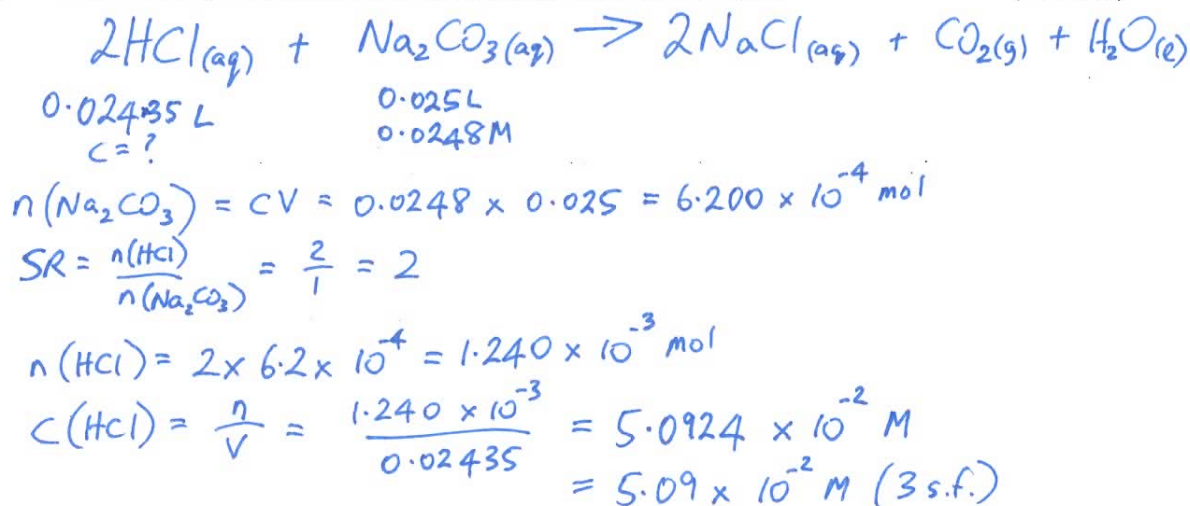 2HCl(aq) + Na₂CO₃(aq) → 2NaCl(aq) + CO₂(g) + H₂O(l)
0.02435 L 0.025L
c = ? 0.0248M
n(Na₂CO₃) = CV = 0.0248 × 0.025 = 6.200 × 10⁻⁴ mol
SR = n(HCl)/n(Na₂CO₃) = 2/1 = 2
n(HCl) = 2 × 6.2 × 10⁻⁴ = 1.240 × 10⁻³ mol
C(HCl) = n/V = 1.240 × 10⁻³/0.02435 = 5.0924 × 10⁻² M
= 5.09 × 10⁻² M (3 s.f.)